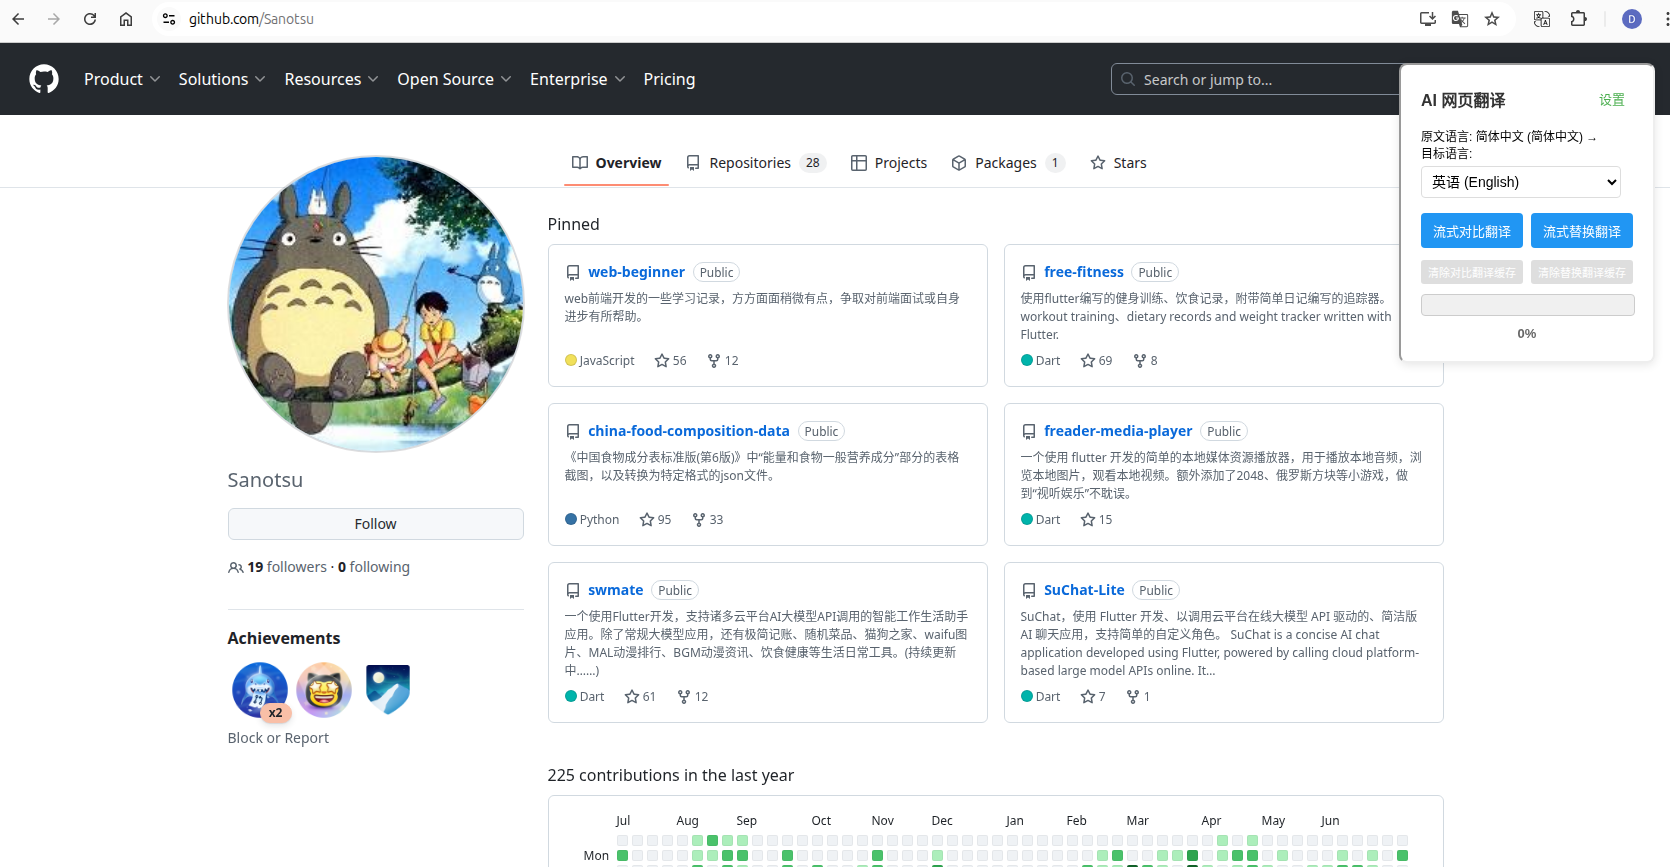 github.com/Sanotsu
D
Product
Solutions
Resources
Open Source
Enterprise
Pricing
Search or jump to...
AI 网页翻译
设置
原文语言: 简体中文 (简体中文) →
目标语言:
英语 (English)
流式对比翻译
流式替换翻译
清除对比翻译缓存
清除替换翻译缓存
0%
Overview
Repositories 28
Projects
Packages 1
Stars
Sanotsu
Follow
19 followers · 0 following
Achievements
x2
Block or Report
Pinned
web-beginner Public
web前端开发的一些学习记录，方方面面稍微有点，争取对前端面试或自身
进步有所帮助。
JavaScript 56 12
free-fitness Public
使用flutter编写的健身训练、饮食记录，附带简单日记编写的追踪器。
workout training、dietary records and weight tracker written with
Flutter.
Dart 69 8
china-food-composition-data Public
《中国食物成分表标准版(第6版)》中“能量和食物一般营养成分”部分的表格
截图，以及转换为特定格式的json文件。
Python 95 33
freader-media-player Public
一个使用 flutter 开发的简单的本地媒体资源播放器，用于播放本地音频，浏
览本地图片，观看本地视频。额外添加了2048、俄罗斯方块等小游戏，做
到“视听娱乐”不耽误。
Dart 15
swmate Public
一个使用Flutter开发，支持诸多云平台AI大模型API调用的智能工作生活助手
应用。除了常规大模型应用，还有极简记账、随机菜品、猫狗之家、waifu图
片、MAL动漫排行、BGM动漫资讯、饮食健康等生活日常工具。(持续更新
中……)
Dart 61 12
SuChat-Lite Public
SuChat，使用 Flutter 开发、以调用云平台在线大模型 API 驱动的、简洁版
AI 聊天应用，支持简单的自定义角色。 SuChat is a concise AI chat
application developed using Flutter, powered by calling cloud platform-
based large model APIs online. It...
Dart 7 1
225 contributions in the last year
Jul Aug Sep Oct Nov Dec Jan Feb Mar Apr May Jun
Mon